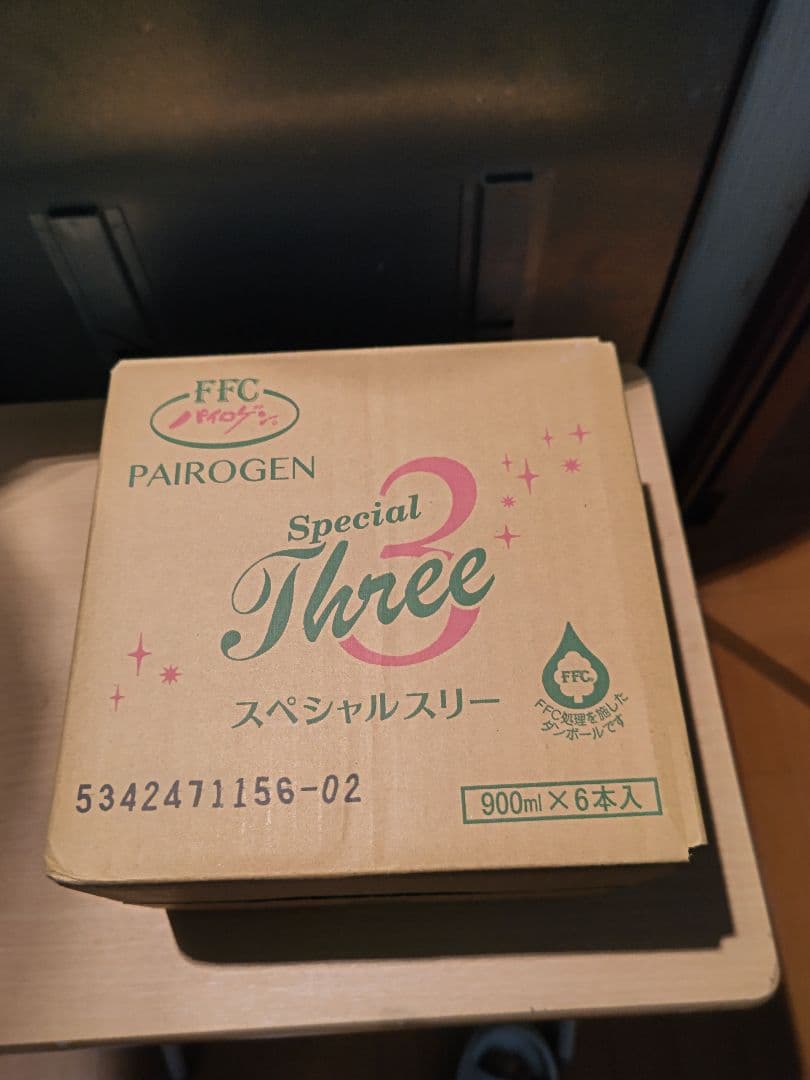 FFC
パイロゲン
PAIROGEN
3
Special
Three
スペシャルスリー
FFC
FFC処理を施した
ダンボールです
5342471156-02
900ml×6本入